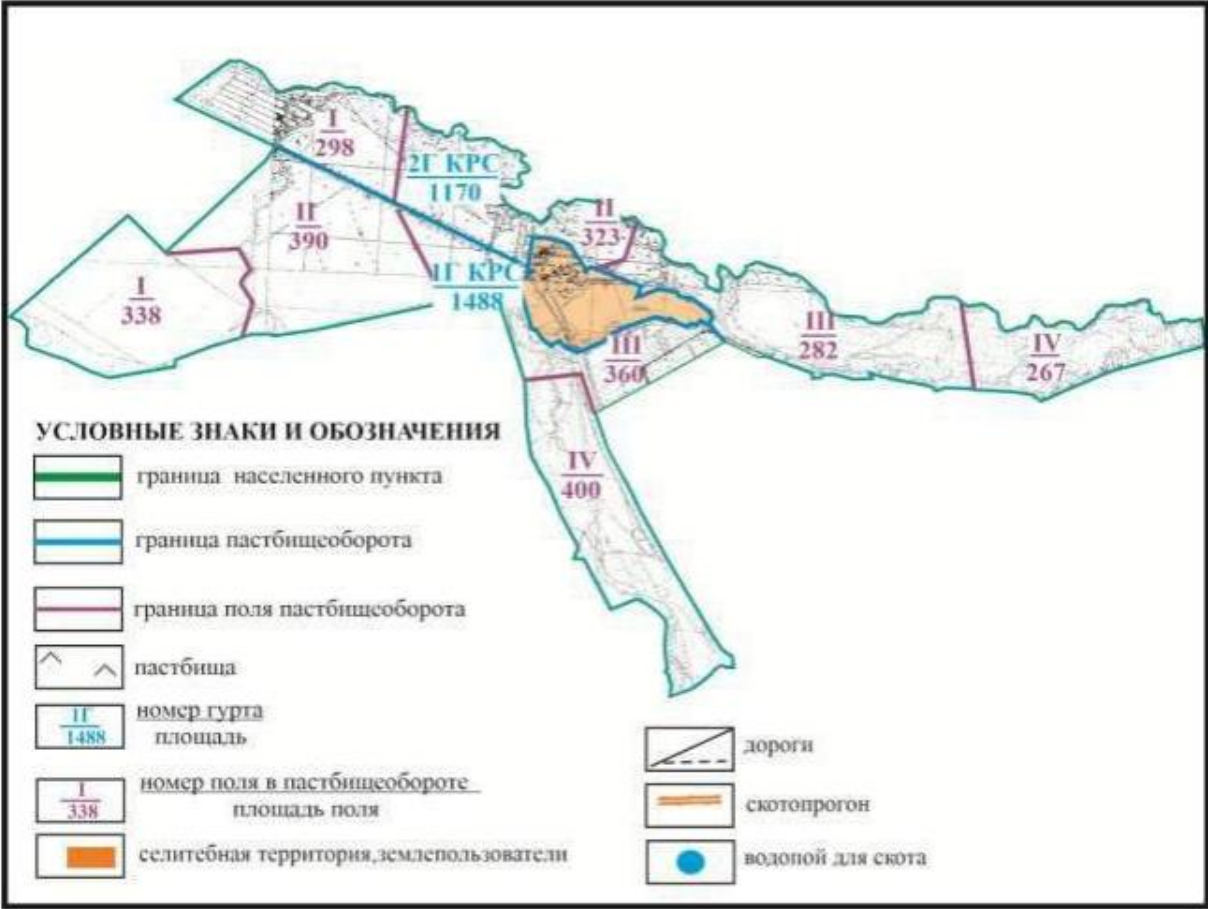 I
298
2Г КРС
1170
II
323
II
390
1Г КРС
1488
I
338
III
360
III
282
IV
267
IV
400
УСЛОВНЫЕ ЗНАКИ И ОБОЗНАЧЕНИЯ
граница населенного пункта
граница пастбищеоборота
граница поля пастбищеоборота
пастбища
1Г
1488
номер гурта
площадь
I
338
номер поля в пастбищеобороте
площадь поля
селитебная территория,землепользователи
дороги
скотопрогон
водопой для скота